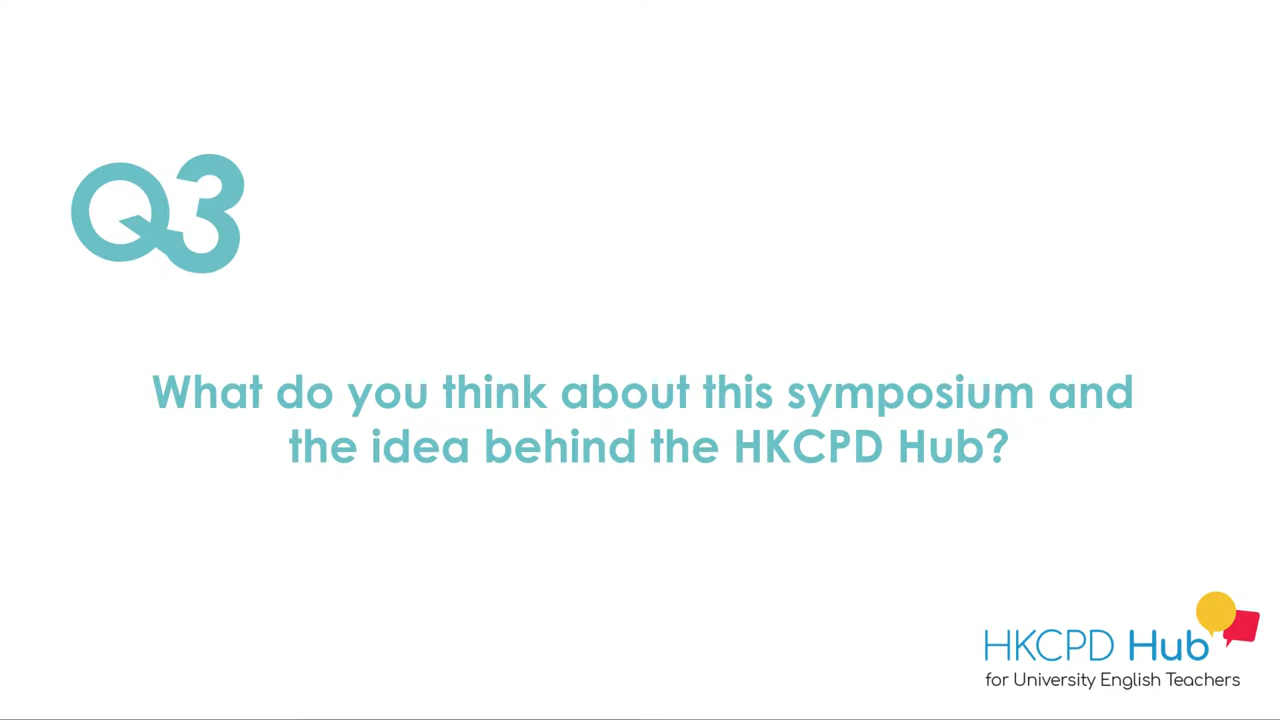 Q3
What do you think about this symposium and
the idea behind the HKCPD Hub?
HKCPD Hub
for University English Teachers